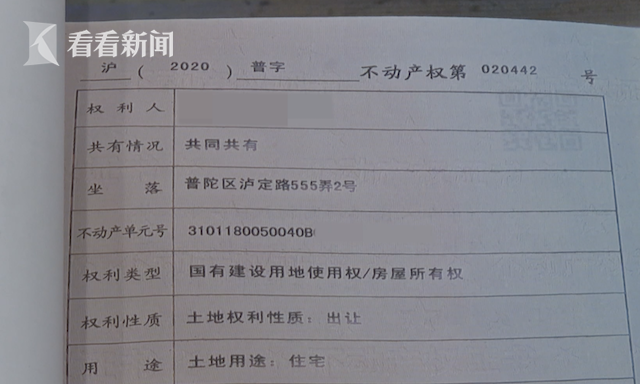 看看新闻
沪 ( 2020 ) 普字 不动产权第 020442 号
权利人
共有情况 共同共有
坐落 普陀区泸定路555弄2号
不动产单元号 3101180050040B
权利类型 国有建设用地使用权/房屋所有权
权利性质 土地权利性质：出让
用途 土地用途：住宅